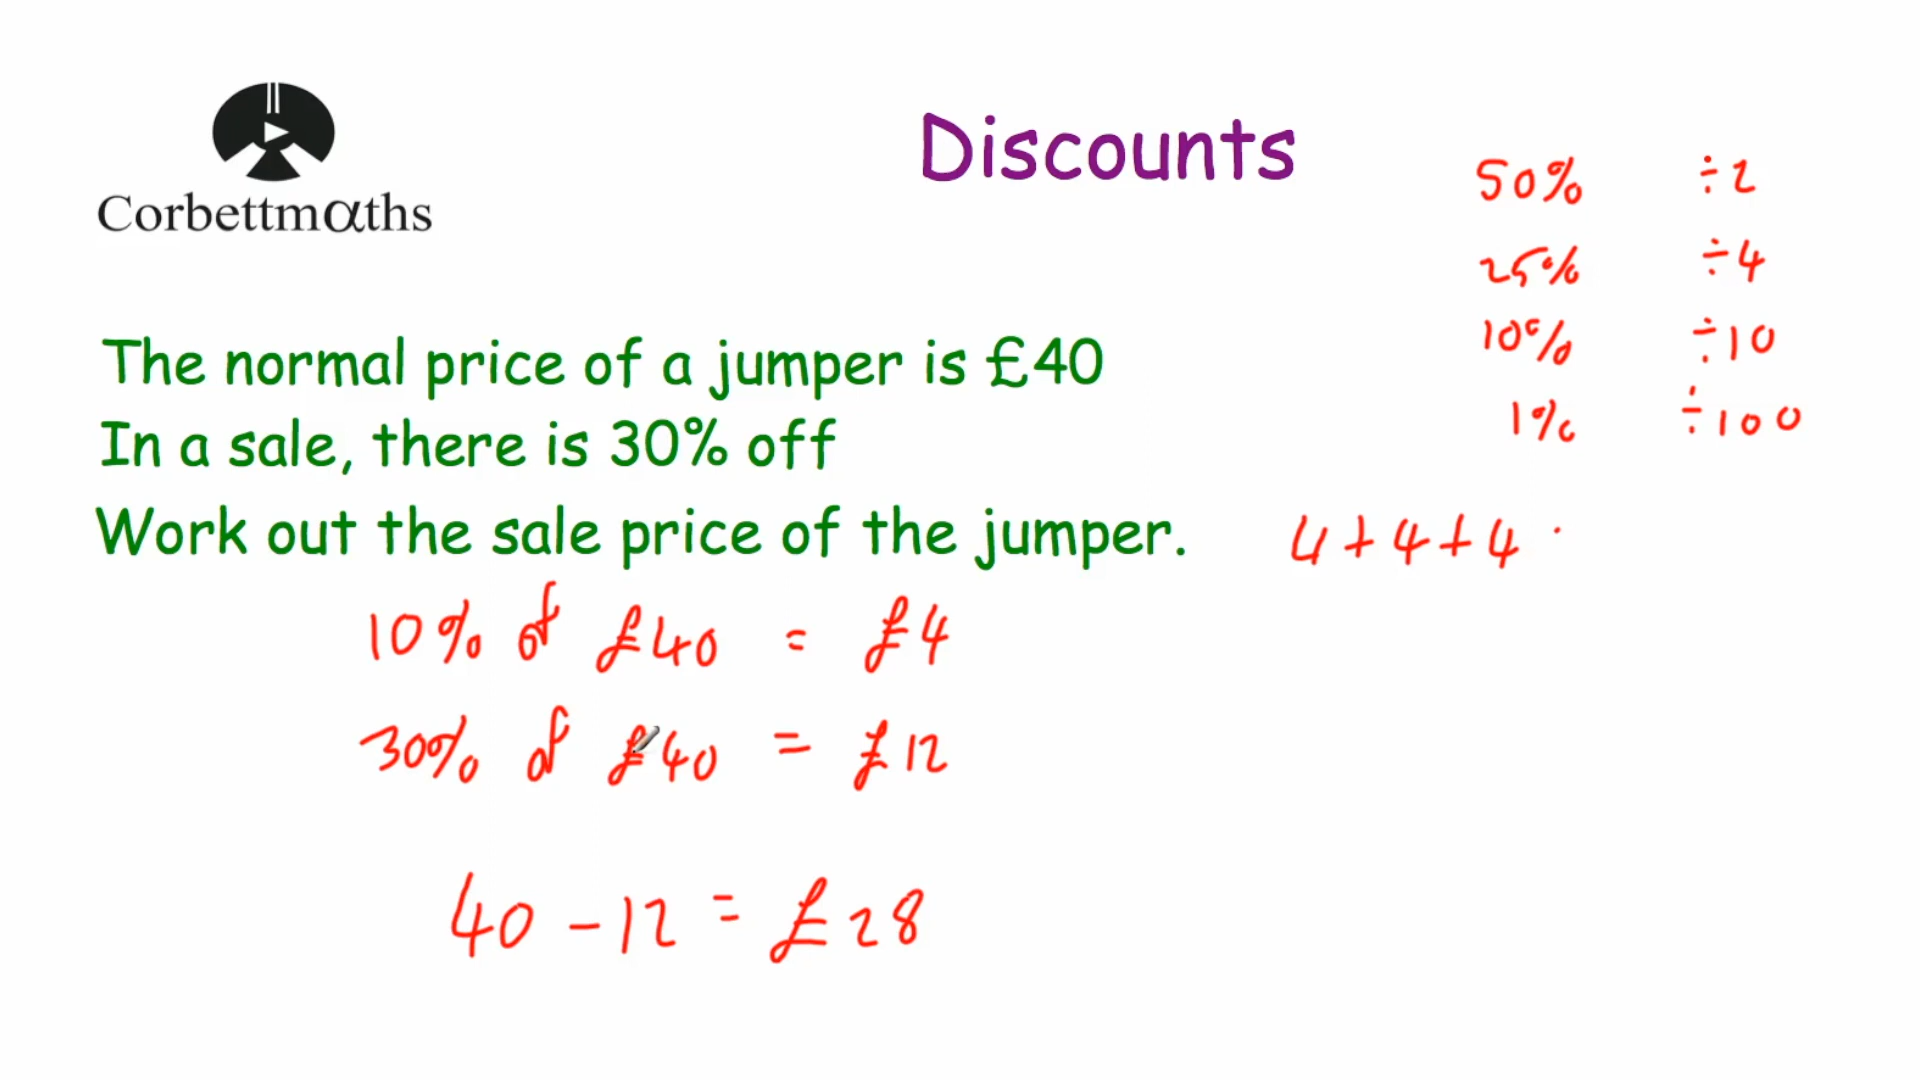 Corbettmαths
Discounts
50% ÷2
25% ÷4
10% ÷10
1% ÷100
The normal price of a jumper is £40
In a sale, there is 30% off
Work out the sale price of the jumper.
4+4+4
10% of £40 = £4
30% of £40 = £12
40 - 12 = £28